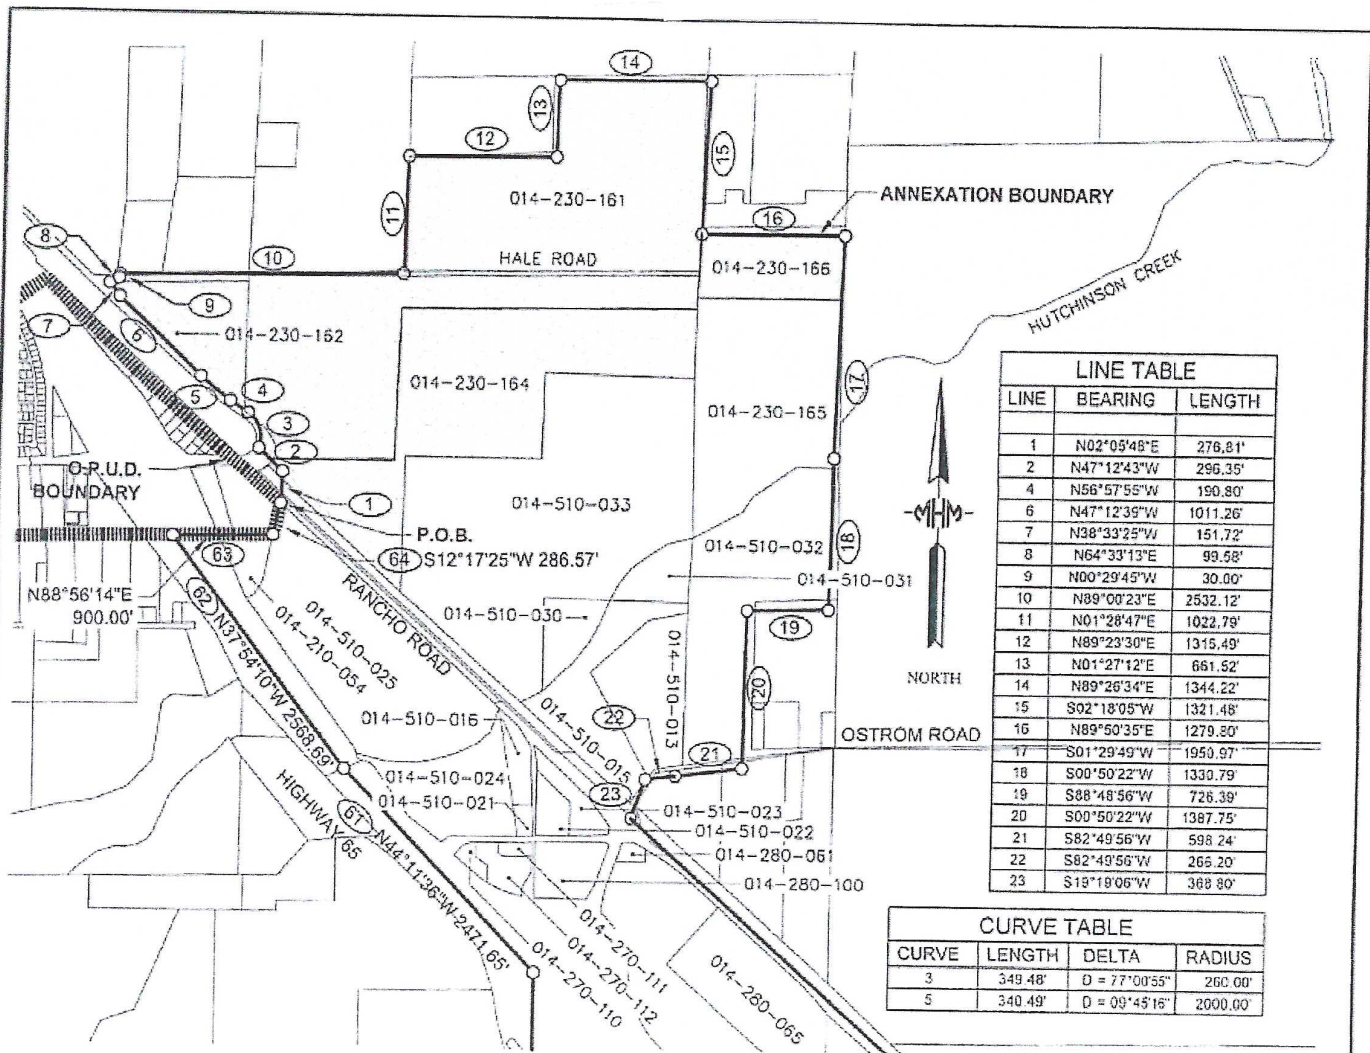 14
13
12
15
ANNEXATION BOUNDARY
11
014-230-161
16
8
10
HALE ROAD
014-230-166
HUTCHINSON CREEK
9
7
6
014-230-162
17
5
4
014-230-164
014-230-165
3
2
O.P.U.D.
BOUNDARY
1
014-510-033
P.O.B.
63
64 S12°17'25"W 286.57'
014-510-032
18
014-510-031
N88°56'14"E
900.00'
62 N37°54'10"W 2568.69'
RANCHO ROAD
014-510-030
19
014-510-025
014-210-054
014-510-013
20
NORTH
014-510-016
22
21
OSTROM ROAD
014-510-015
014-510-024
23
014-510-021
014-510-023
014-510-022
HIGHWAY 65
61 N44°11'36"W 2471.65'
014-280-061
014-280-100
014-270-111
014-270-112
014-270-110
014-280-065
LINE TABLE
LINE BEARING LENGTH
1 N02°05'48"E 276.81'
2 N47°12'43"W 296.35'
4 N56°57'55"W 190.80'
6 N47°12'39"W 1011.26'
7 N38°33'25"W 151.72'
8 N64°33'13"E 99.58'
9 N00°29'45"W 30.00'
10 N89°00'23"E 2532.12'
11 N01°28'47"E 1022.79'
12 N89°23'30"E 1315.49'
13 N01°27'12"E 661.52'
14 N89°26'34"E 1344.22'
15 S02°18'05"W 1321.48'
16 N89°50'35"E 1279.80'
17 S01°29'49"W 1950.97'
18 S00°50'22"W 1330.79'
19 S88°48'56"W 726.39'
20 S00°50'22"W 1387.75'
21 S82°49'56"W 598.24'
22 S82°49'56"W 266.20'
23 S19°19'06"W 368.80'
CURVE TABLE
CURVE LENGTH DELTA RADIUS
3 349.48' D = 77°00'55" 260.00'
5 340.49' D = 09°45'16" 2000.00'